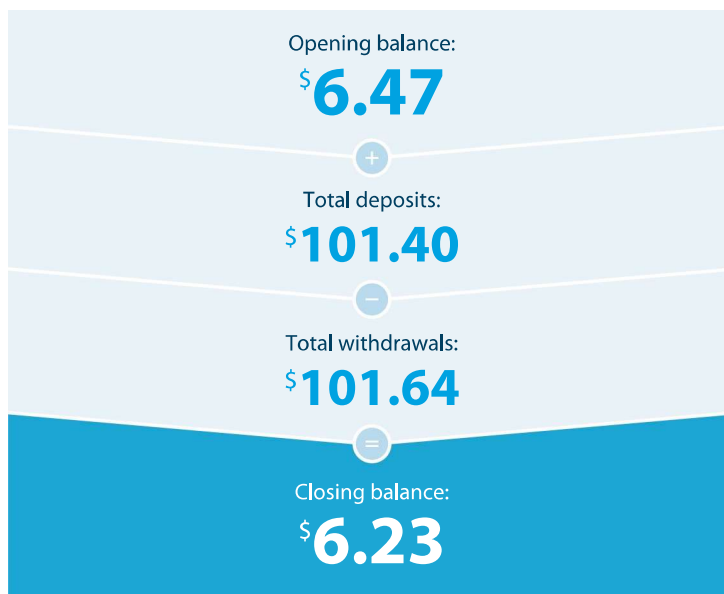 Opening balance:
$6.47
+
Total deposits:
$101.40
−
Total withdrawals:
$101.64
=
Closing balance:
$6.23